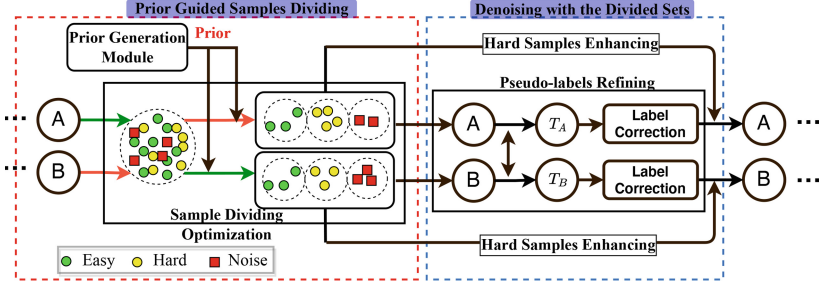 Prior Guided Samples Dividing
Denoising with the Divided Sets
Prior Generation
Module
Prior
Hard Samples Enhancing
Pseudo-labels Refining
...
A
B
A
B
T_A
T_B
Label
Correction
Label
Correction
A
B
...
Sample Dividing
Optimization
Hard Samples Enhancing
Easy
Hard
Noise